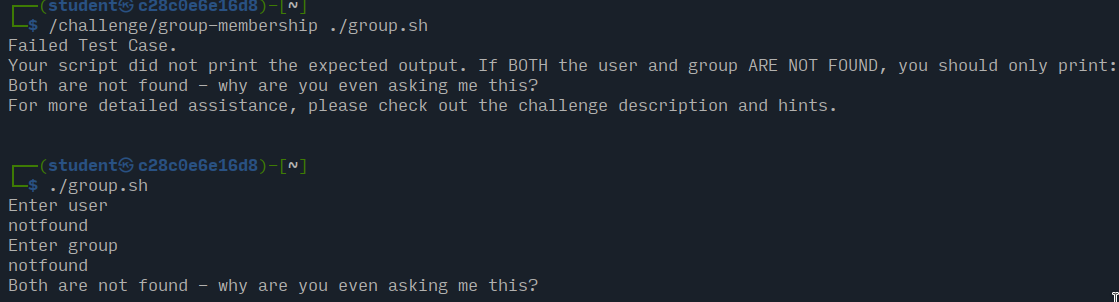 ┌──(student㉿c28c0e6e16d8)-[~]
└─$ /challenge/group-membership ./group.sh
Failed Test Case.
Your script did not print the expected output. If BOTH the user and group ARE NOT FOUND, you should only print:
Both are not found - why are you even asking me this?
For more detailed assistance, please check out the challenge description and hints.
┌──(student㉿c28c0e6e16d8)-[~]
└─$ ./group.sh
Enter user
notfound
Enter group
notfound
Both are not found - why are you even asking me this?